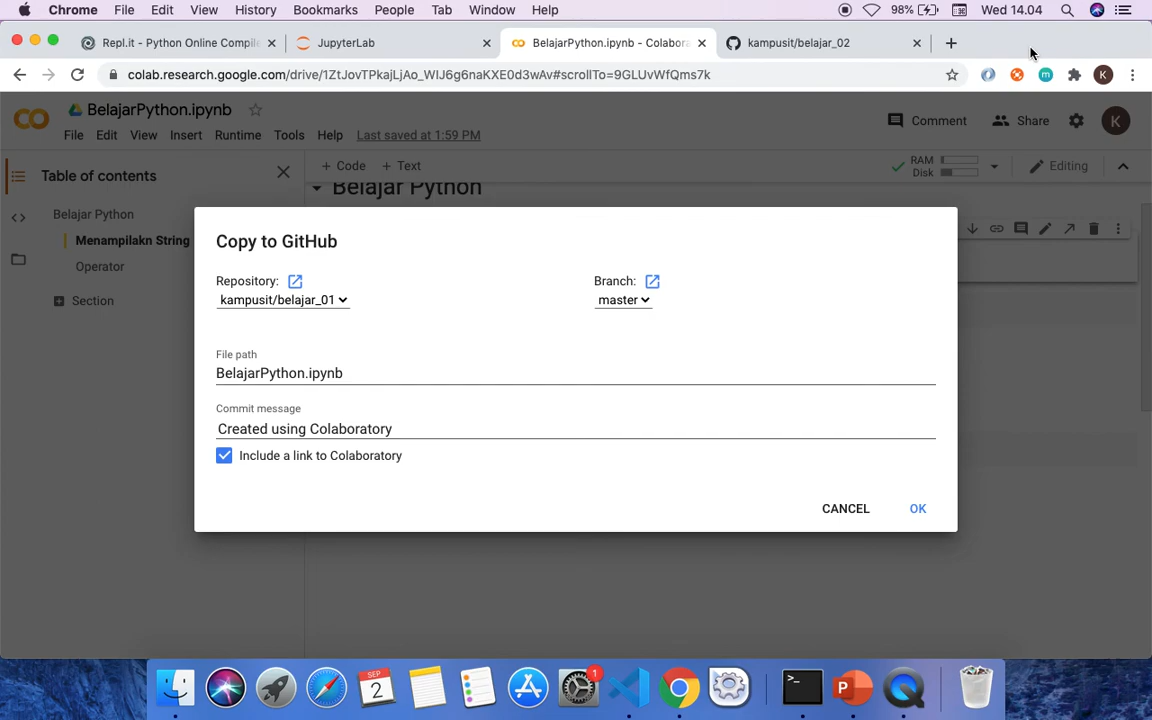 Chrome File Edit View History Bookmarks People Tab Window Help 98% Wed 14.04
Repl.it - Python Online Compile JupyterLab BelajarPython.ipynb - Colabora kampusit/belajar_02
colab.research.google.com/drive/1ZtJovTPkajLjAo_WIJ6g6naKXE0d3wAv#scrollTo=9GLUvWfQms7k K
BelajarPython.ipynb
Comment Share K
File Edit View Insert Runtime Tools Help Last saved at 1:59 PM
Table of contents
+ Code + Text RAM Disk Editing
Belajar Python
Belajar Python
Menampilakn String
Operator
Section
Copy to GitHub
Repository: Branch:
kampusit/belajar_01 master
File path
BelajarPython.ipynb
Commit message
Created using Colaboratory
Include a link to Colaboratory
CANCEL OK
SEP
2
1